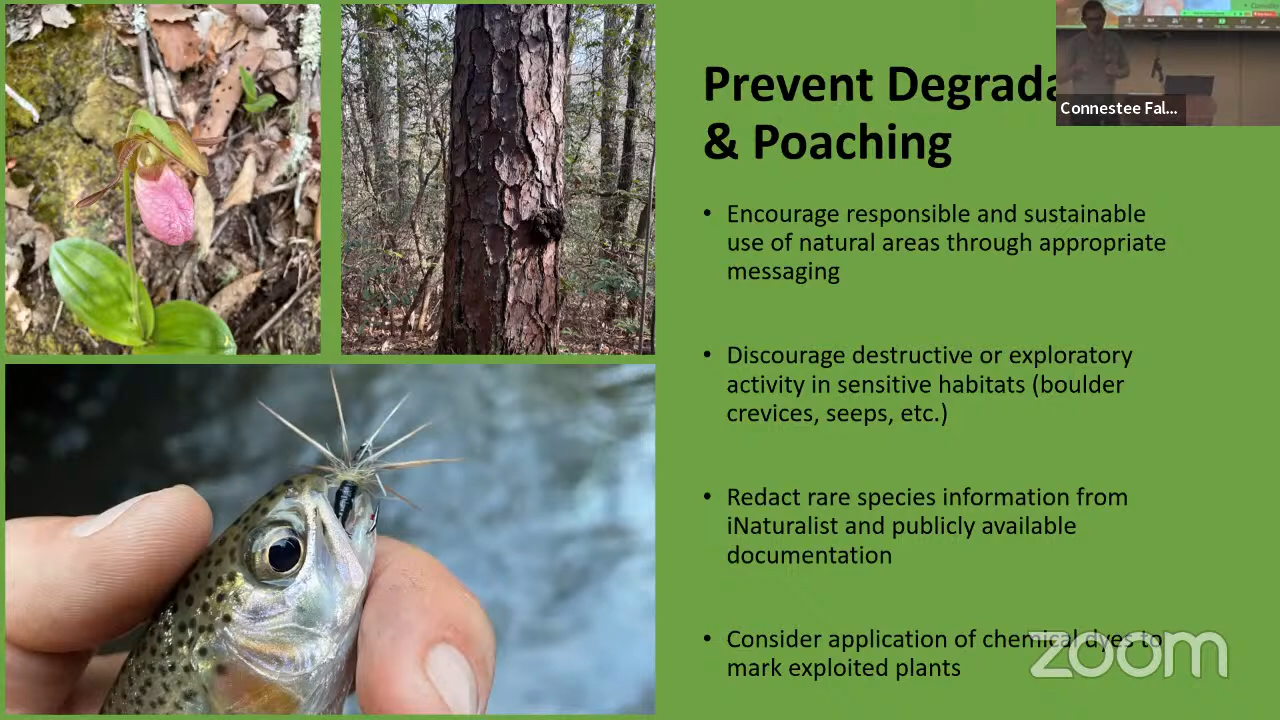 Prevent Degrada
& Poaching
Connestee Fal...
• Encourage responsible and sustainable
use of natural areas through appropriate
messaging
• Discourage destructive or exploratory
activity in sensitive habitats (boulder
crevices, seeps, etc.)
• Redact rare species information from
iNaturalist and publicly available
documentation
• Consider application of chemical dyes to
mark exploited plants
zoom